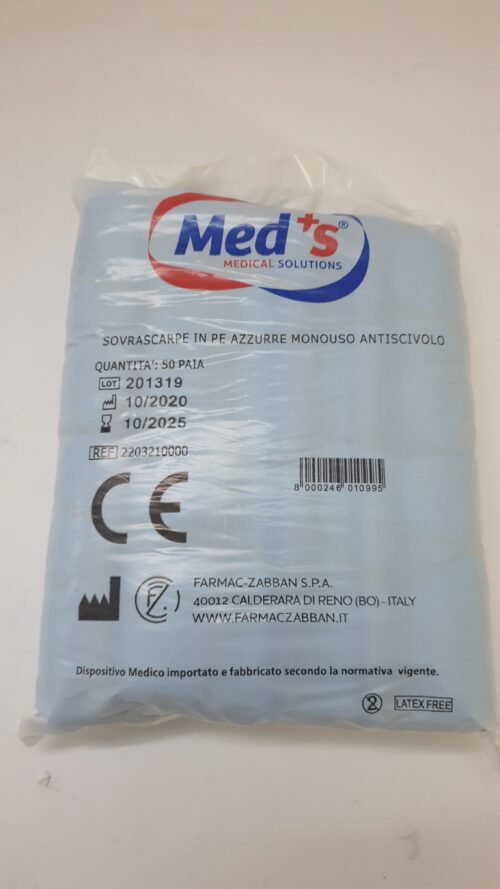 Med+s®
MEDICAL SOLUTIONS
SOVRASCARPE IN PE AZZURRE MONOUSO ANTISCIVOLO
QUANTITA': 50 PAIA
LOT 201319
10/2020
10/2025
REF 2203210000
8 000246 010995
CE
FZ
FARMAC-ZABBAN S.P.A.
40012 CALDERARA DI RENO (BO) - ITALY
WWW.FARMACZABBAN.IT
Dispositivo Medico importato e fabbricato secondo la normativa vigente.
2 LATEX FREE